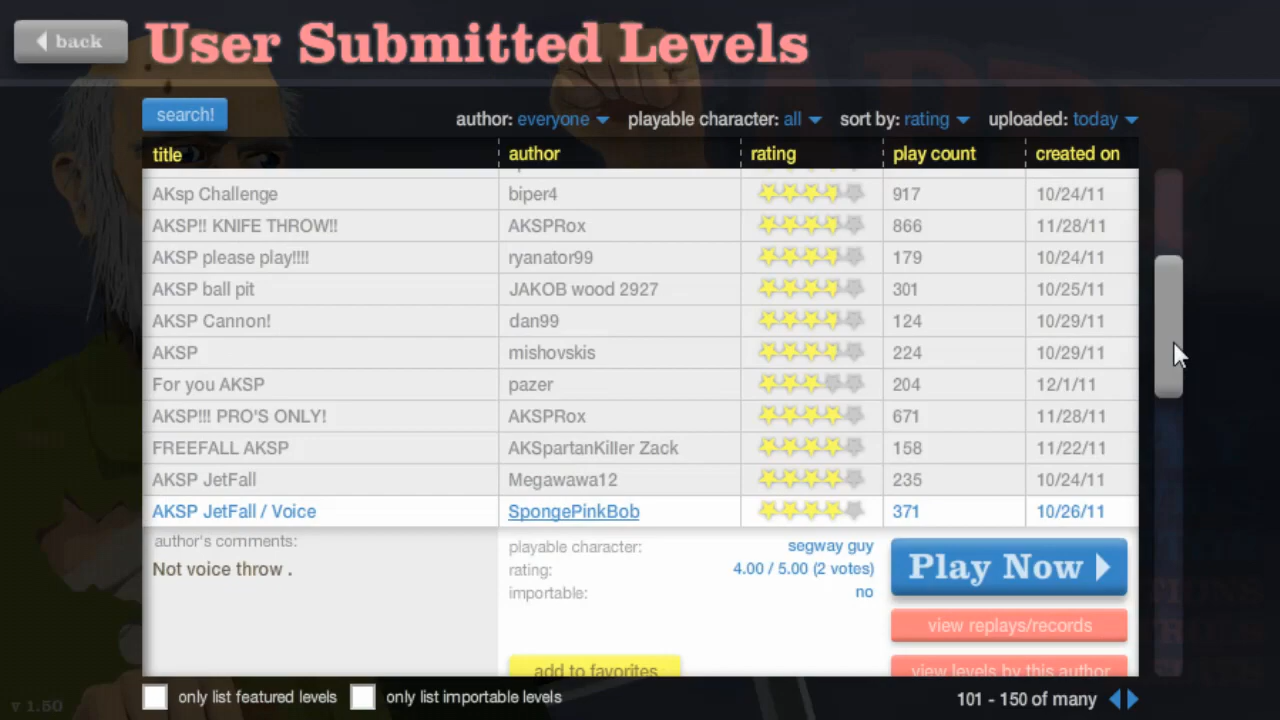 back
User Submitted Levels
search!
author: everyone playable character: all sort by: rating uploaded: today
title author rating play count created on
AKsp Challenge biper4 917 10/24/11
AKSP!! KNIFE THROW!! AKSPRox 866 11/28/11
AKSP please play!!!! ryanator99 179 10/24/11
AKSP ball pit JAKOB wood 2927 301 10/25/11
AKSP Cannon! dan99 124 10/29/11
AKSP mishovskis 224 10/29/11
For you AKSP pazer 204 12/1/11
AKSP!!! PRO'S ONLY! AKSPRox 671 11/28/11
FREEFALL AKSP AKSpartanKiller Zack 158 11/22/11
AKSP JetFall Megawawa12 235 10/24/11
AKSP JetFall / Voice SpongePinkBob 371 10/26/11
author's comments:
Not voice throw .
playable character: segway guy
rating: 4.00 / 5.00 (2 votes)
importable: no
Play Now
view replays/records
add to favorites
view levels by this author
only list featured levels only list importable levels
101 - 150 of many
v 1.50